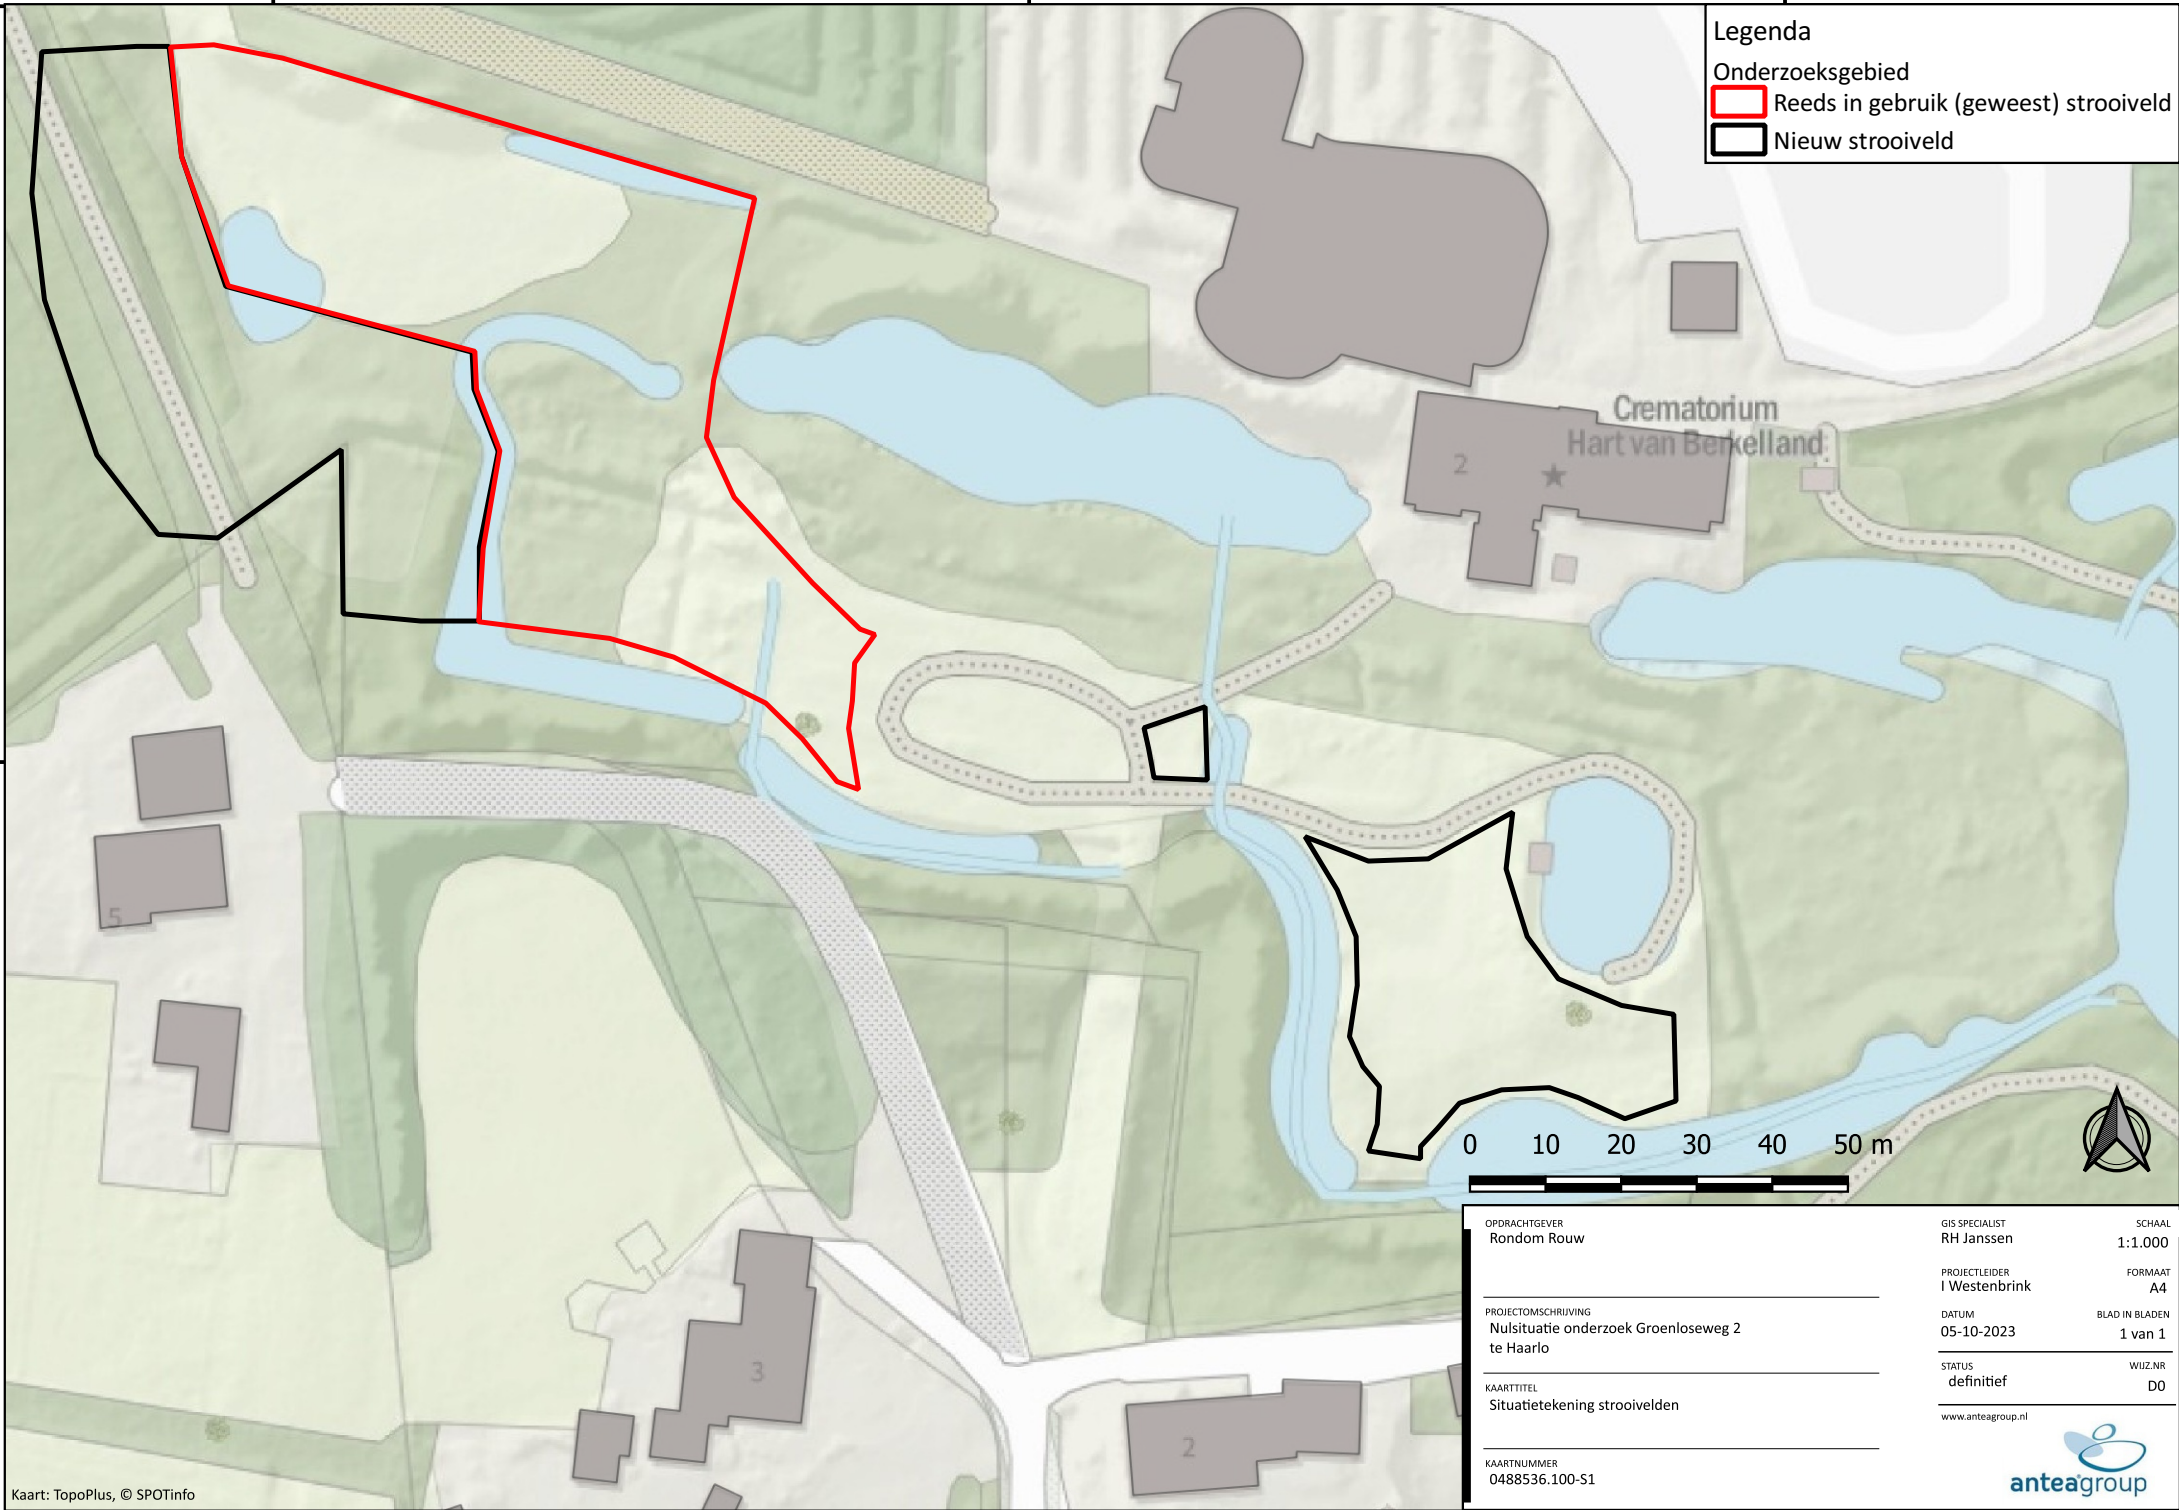 Legenda
Onderzoeksgebied
Reeds in gebruik (geweest) strooiveld
Nieuw strooiveld
Crematorium
Hart van Berkelland
2
5
3
2
0 10 20 30 40 50 m
OPDRACHTGEVER
Rondom Rouw
PROJECTOMSCHRIJVING
Nulsituatie onderzoek Groenloseweg 2
te Haarlo
KAARTTITEL
Situatietekening strooivelden
KAARTNUMMER
0488536.100-S1
GIS SPECIALIST
RH Janssen
SCHAAL
1:1.000
PROJECTLEIDER
I Westenbrink
FORMAAT
A4
DATUM
05-10-2023
BLAD IN BLADEN
1 van 1
STATUS
definitief
WIJZ.NR
D0
www.anteagroup.nl
anteagroup
Kaart: TopoPlus, © SPOTinfo